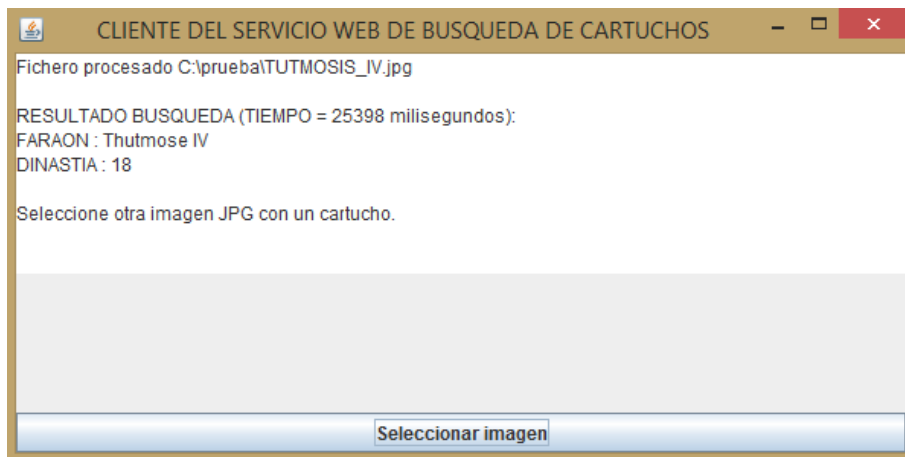 CLIENTE DEL SERVICIO WEB DE BUSQUEDA DE CARTUCHOS
Fichero procesado C:\prueba\TUTMOSIS_IV.jpg
RESULTADO BUSQUEDA (TIEMPO = 25398 milisegundos):
FARAON : Thutmose IV
DINASTIA : 18
Seleccione otra imagen JPG con un cartucho.
Seleccionar imagen